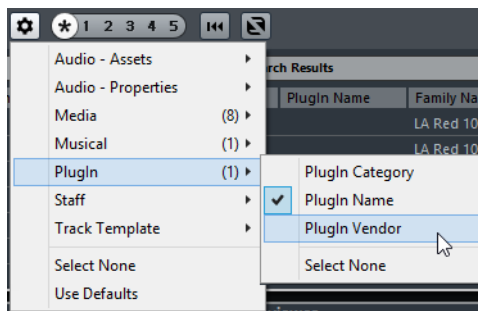 1 2 3 4 5
Audio - Assets
rch Results
Audio - Properties
PlugIn Name Family Na
Media (8)
LA Red 10
Musical (1)
LA Red 10
PlugIn (1)
PlugIn Category
Staff
PlugIn Name
Track Template
PlugIn Vendor
Select None
Select None
Use Defaults